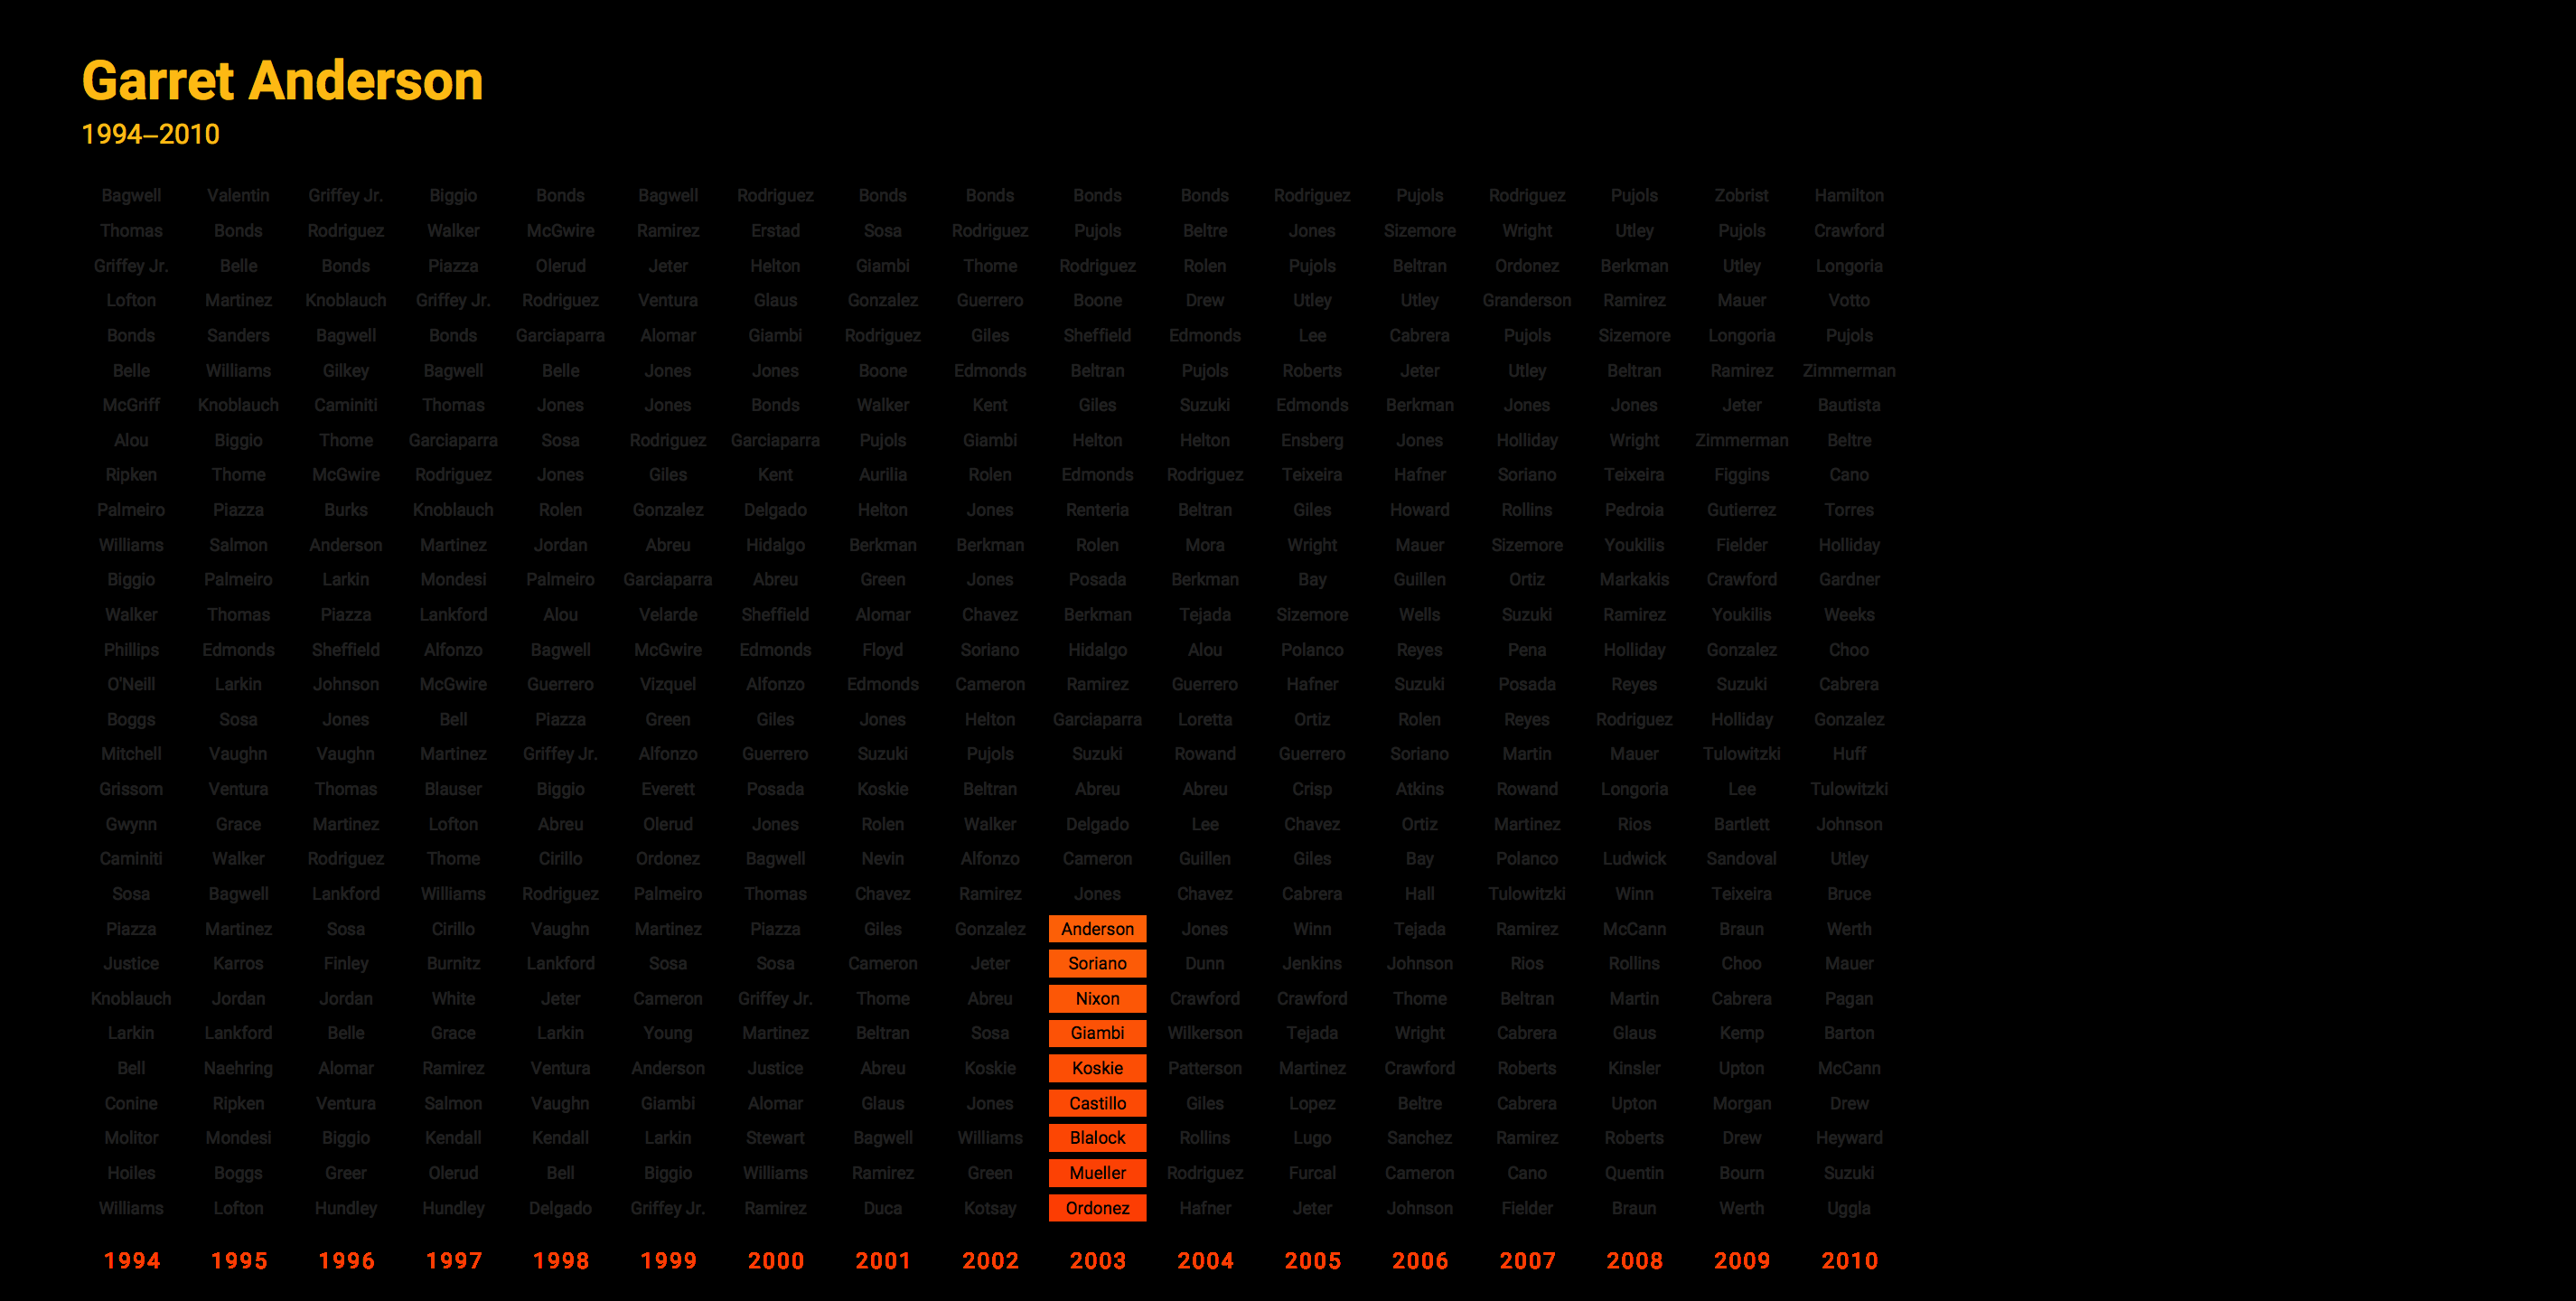 Garret Anderson
1994–2010
Bagwell Valentin Griffey Jr. Biggio Bonds Bagwell Rodriguez Bonds Bonds Bonds Bonds Rodriguez Pujols Rodriguez Pujols Zobrist Hamilton
Thomas Bonds Rodriguez Walker McGwire Ramirez Erstad Sosa Rodriguez Pujols Beltre Jones Sizemore Wright Utley Pujols Crawford
Griffey Jr. Belle Bonds Piazza Olerud Jeter Helton Giambi Thome Rodriguez Rolen Pujols Beltran Ordonez Berkman Utley Longoria
Lofton Martinez Knoblauch Griffey Jr. Rodriguez Ventura Glaus Gonzalez Guerrero Boone Drew Utley Utley Granderson Ramirez Mauer Votto
Bonds Sanders Bagwell Bonds Garciaparra Alomar Giambi Rodriguez Giles Sheffield Edmonds Lee Cabrera Pujols Sizemore Longoria Pujols
Belle Williams Gilkey Bagwell Belle Jones Jones Boone Edmonds Beltran Pujols Roberts Jeter Utley Beltran Ramirez Zimmerman
McGriff Knoblauch Caminiti Thomas Jones Jones Bonds Walker Kent Giles Suzuki Edmonds Berkman Jones Jones Jeter Bautista
Alou Biggio Thome Garciaparra Sosa Rodriguez Garciaparra Pujols Giambi Helton Helton Ensberg Jones Holliday Wright Zimmerman Beltre
Ripken Thome McGwire Rodriguez Jones Giles Kent Aurilia Rolen Edmonds Rodriguez Teixeira Hafner Soriano Teixeira Figgins Cano
Palmeiro Piazza Burks Knoblauch Rolen Gonzalez Delgado Helton Jones Renteria Beltran Giles Howard Rollins Pedroia Gutierrez Torres
Williams Salmon Anderson Martinez Jordan Abreu Hidalgo Berkman Berkman Rolen Mora Wright Mauer Sizemore Youkilis Fielder Holliday
Biggio Palmeiro Larkin Mondesi Palmeiro Garciaparra Abreu Green Jones Posada Berkman Bay Guillen Ortiz Markakis Crawford Gardner
Walker Thomas Piazza Lankford Alou Velarde Sheffield Alomar Chavez Berkman Tejada Sizemore Wells Suzuki Ramirez Youkilis Weeks
Phillips Edmonds Sheffield Alfonzo Bagwell McGwire Edmonds Floyd Soriano Hidalgo Alou Polanco Reyes Pena Holliday Gonzalez Choo
O'Neill Larkin Johnson McGwire Guerrero Vizquel Alfonzo Edmonds Cameron Ramirez Guerrero Hafner Suzuki Posada Reyes Suzuki Cabrera
Boggs Sosa Jones Bell Piazza Green Giles Jones Helton Garciaparra Loretta Ortiz Rolen Reyes Rodriguez Holliday Gonzalez
Mitchell Vaughn Vaughn Martinez Griffey Jr. Alfonzo Guerrero Suzuki Pujols Suzuki Rowand Guerrero Soriano Martin Mauer Tulowitzki Huff
Grissom Ventura Thomas Blauser Biggio Everett Posada Koskie Beltran Abreu Abreu Crisp Atkins Rowand Longoria Lee Tulowitzki
Gwynn Grace Martinez Lofton Abreu Olerud Jones Rolen Walker Delgado Lee Chavez Ortiz Martinez Rios Bartlett Johnson
Caminiti Walker Rodriguez Thome Cirillo Ordonez Bagwell Nevin Alfonzo Cameron Guillen Giles Bay Polanco Ludwick Sandoval Utley
Sosa Bagwell Lankford Williams Rodriguez Palmeiro Thomas Chavez Ramirez Jones Chavez Cabrera Hall Tulowitzki Winn Teixeira Bruce
Piazza Martinez Sosa Cirillo Vaughn Martinez Piazza Giles Gonzalez Anderson Jones Winn Tejada Ramirez McCann Braun Werth
Justice Karros Finley Burnitz Lankford Sosa Sosa Cameron Jeter Soriano Dunn Jenkins Johnson Rios Rollins Choo Mauer
Knoblauch Jordan Jordan White Jeter Cameron Griffey Jr. Thome Abreu Nixon Crawford Crawford Thome Beltran Martin Cabrera Pagan
Larkin Lankford Belle Grace Larkin Young Martinez Beltran Sosa Giambi Wilkerson Tejada Wright Cabrera Glaus Kemp Barton
Bell Naehring Alomar Ramirez Ventura Anderson Justice Abreu Koskie Koskie Patterson Martinez Crawford Roberts Kinsler Upton McCann
Conine Ripken Ventura Salmon Vaughn Giambi Alomar Glaus Jones Castillo Giles Lopez Beltre Cabrera Upton Morgan Drew
Molitor Mondesi Biggio Kendall Kendall Larkin Stewart Bagwell Williams Blalock Rollins Lugo Sanchez Ramirez Roberts Drew Heyward
Hoiles Boggs Greer Olerud Bell Biggio Williams Ramirez Green Mueller Rodriguez Furcal Cameron Cano Quentin Bourn Suzuki
Williams Lofton Hundley Hundley Delgado Griffey Jr. Ramirez Duca Kotsay Ordonez Hafner Jeter Johnson Fielder Braun Werth Uggla
1994 1995 1996 1997 1998 1999 2000 2001 2002 2003 2004 2005 2006 2007 2008 2009 2010